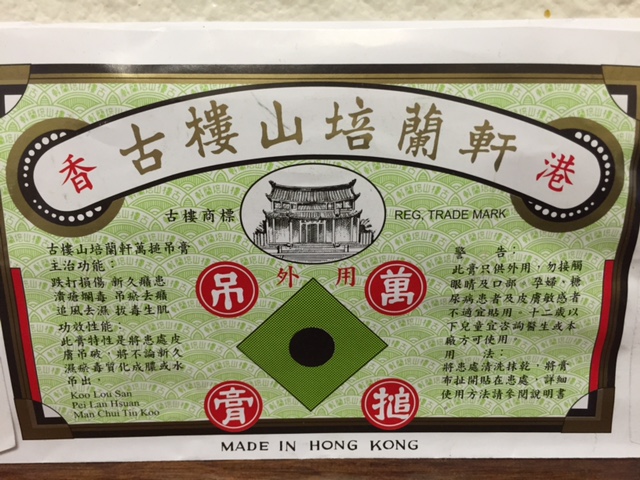 香 古樓山培蘭軒 港
古樓商標
REG, TRADE MARK
古樓山培蘭軒萬搥吊膏
主治功能：
跌打損傷 新久癪患
潰瘡爛毒 吊瘀去癪
追風去濕 拔毒生肌
功效性能：
此膏特性是將患處皮
膚吊破，將不論新久
濕瘀毒質化成膿或水
吊出．
Koo Lou San
Pei Lan Hsuan
Man Chui Tiu Koo
外用
吊 萬
膏 搥
警 告：
此膏只供外用，勿接觸
眼睛及口部．孕婦、糖
尿病患者及皮膚敏感者
不適宜貼用。十二歲以
下兒童宜咨詢醫生或本
廠方可使用
用 法：
將患處清洗抹乾，將膏
布扯開貼在患處，詳細
使用方法請參閱說明書
MADE IN HONG KONG